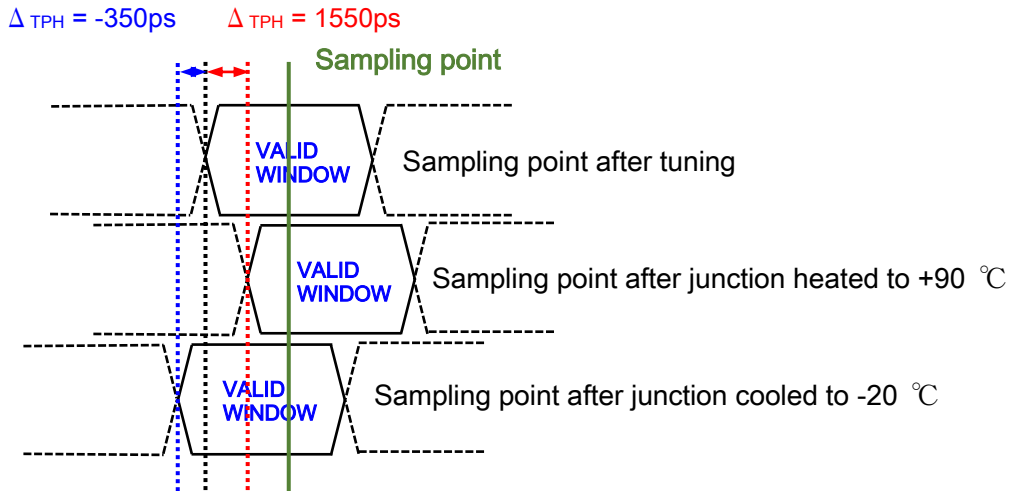 Δ TPH = -350ps
Δ TPH = 1550ps
Sampling point
VALID
WINDOW
Sampling point after tuning
VALID
WINDOW
Sampling point after junction heated to +90 ℃
VALID
WINDOW
Sampling point after junction cooled to -20 ℃